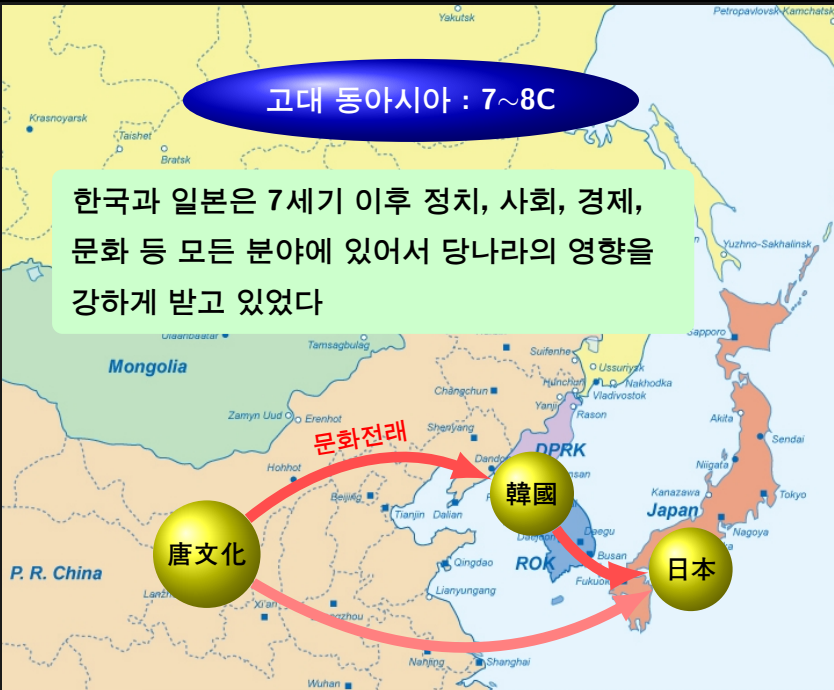 Yakutsk
Petropavlovsk-Kamchatsk
고대 동아시아 : 7~8C
Krasnoyarsk
Taishet
Bratsk
한국과 일본은 7세기 이후 정치, 사회, 경제,
문화 등 모든 분야에 있어서 당나라의 영향을
강하게 받고 있었다
Yuzhno-Sakhalinsk
Ulaanbaatar
Tamsagbulag
Sapporo
Suifenhe
Ussuriysk
Mongolia
Hunchun
Nakhodka
Changchun
Vladivostok
Yanji
Rason
Zamyn Uud
Erenhot
Akita
문화전래
Shenyang
Sendai
DPRK
Dandong
Niigata
Hohhot
韓國
Kanazawa
Tokyo
Beijing
Tianjin
Dalian
Japan
Nagoya
Daejeon
Daegu
唐文化
Busan
日本
Qingdao
ROK
P. R. China
Fukuoka
Lianyungang
Xi'an
Nanjing
Shanghai
Wuhan